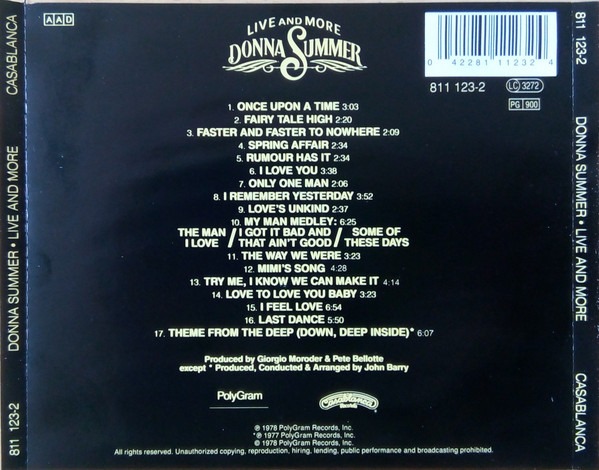 AAD
LIVE AND MORE
DONNA SUMMER
0 42281 11232 4
811 123-2
LC 3272
PG 900
1. ONCE UPON A TIME 3:03
2. FAIRY TALE HIGH 2:20
3. FASTER AND FASTER TO NOWHERE 2:09
4. SPRING AFFAIR 2:34
5. RUMOUR HAS IT 2:34
6. I LOVE YOU 3:38
7. ONLY ONE MAN 2:06
8. I REMEMBER YESTERDAY 3:52
9. LOVE'S UNKIND 2:37
10. MY MAN MEDLEY: 6:25
THE MAN / I GOT IT BAD AND / SOME OF
I LOVE / THAT AIN'T GOOD / THESE DAYS
11. THE WAY WE WERE 3:23
12. MIMI'S SONG 4:28
13. TRY ME, I KNOW WE CAN MAKE IT 4:14
14. LOVE TO LOVE YOU BABY 3:23
15. I FEEL LOVE 6:54
16. LAST DANCE 5:50
17. THEME FROM THE DEEP (DOWN, DEEP INSIDE)* 6:07
Produced by Giorgio Moroder & Pete Bellotte
except * Produced, Conducted & Arranged by John Barry
PolyGram
Casablanca
Records
℗ 1978 PolyGram Records, Inc.
*℗ 1977 PolyGram Records, Inc.
© 1978 PolyGram Records, Inc.
All rights reserved. Unauthorized copying, reproduction, hiring, lending, public performance and broadcasting prohibited.
811 123-2 DONNA SUMMER • LIVE AND MORE CASABLANCA
811 123-2 DONNA SUMMER • LIVE AND MORE CASABLANCA